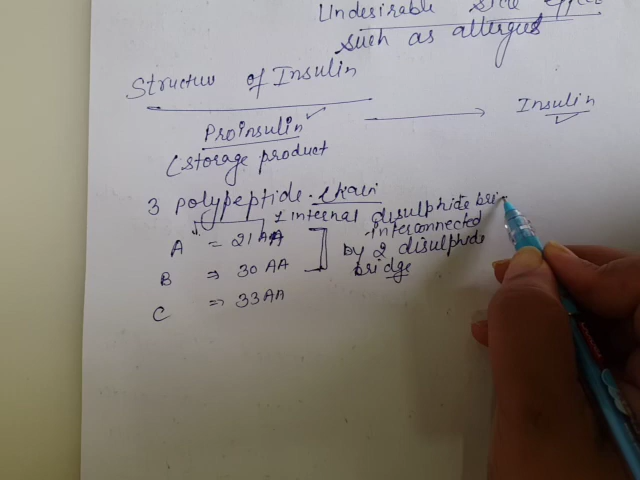 Undesirable side effec
such as allergies
Structure of Insulin
Proinsulin ✓ → Insulin ✓
(storage product
3 polypeptide chain
1 internal disulphide bri
A = 21 AA
interconnected
by 2 disulphide
bridge
B ⇒ 30 AA
C ⇒ 33 AA